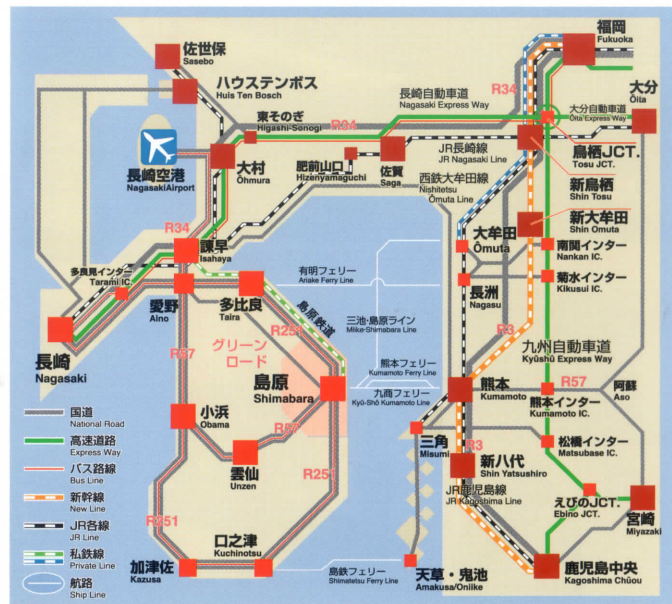 福岡
Fukuoka
佐世保
Sasebo
ハウステンボス
Huis Ten Bosch
R34
長崎自動車道
Nagasaki Express Way
大分
Ōita
大分自動車道
Ōita Express Way
東そのぎ
Higashi-Sonogi
R34
鳥栖JCT.
Tosu JCT.
長崎空港
NagasakiAirport
大村
Ōhmura
肥前山口
Hizenyamaguchi
佐賀
Saga
JR長崎線
JR Nagasaki Line
新鳥栖
Shin Tosu
西鉄大牟田線
Nishitetsu
Ōmuta Line
新大牟田
Shin Omuta
R34
諫早
Isahaya
大牟田
Ōmuta
南関インター
Nankan IC.
多良見インター
Tarami IC.
有明フェリー
Ariake Ferry Line
菊水インター
Kikusui IC.
愛野
Aino
多比良
Taira
島原鉄道
長洲
Nagasu
R251
三池・島原ライン
Miike-Shimabara Line
R3
九州自動車道
Kyūshū Express Way
長崎
Nagasaki
R57
グリーン
ロード
熊本フェリー
Kumamoto Ferry Line
島原
Shimabara
九商フェリー
Kyū-Shō Kumamoto Line
熊本
Kumamoto
R57
熊本インター
Kumamoto IC.
阿蘇
Aso
国道
National Road
小浜
Obama
R57
三角
Misumi
R3
松橋インター
Matsubase IC.
高速道路
Express Way
雲仙
Unzen
新八代
Shin Yatsushiro
バス路線
Bus Line
R251
JR鹿児島線
JR Kagoshima Line
えびのJCT.
Ebino JCT.
宮崎
Miyazaki
新幹線
New Line
R251
JR各線
JR Line
口之津
Kuchinotsu
私鉄線
Private Line
加津佐
Kazusa
島鉄フェリー
Shimatetsu Ferry Line
天草・鬼池
Amakusa/Oniike
鹿児島中央
Kagoshima Chūou
航路
Ship Line